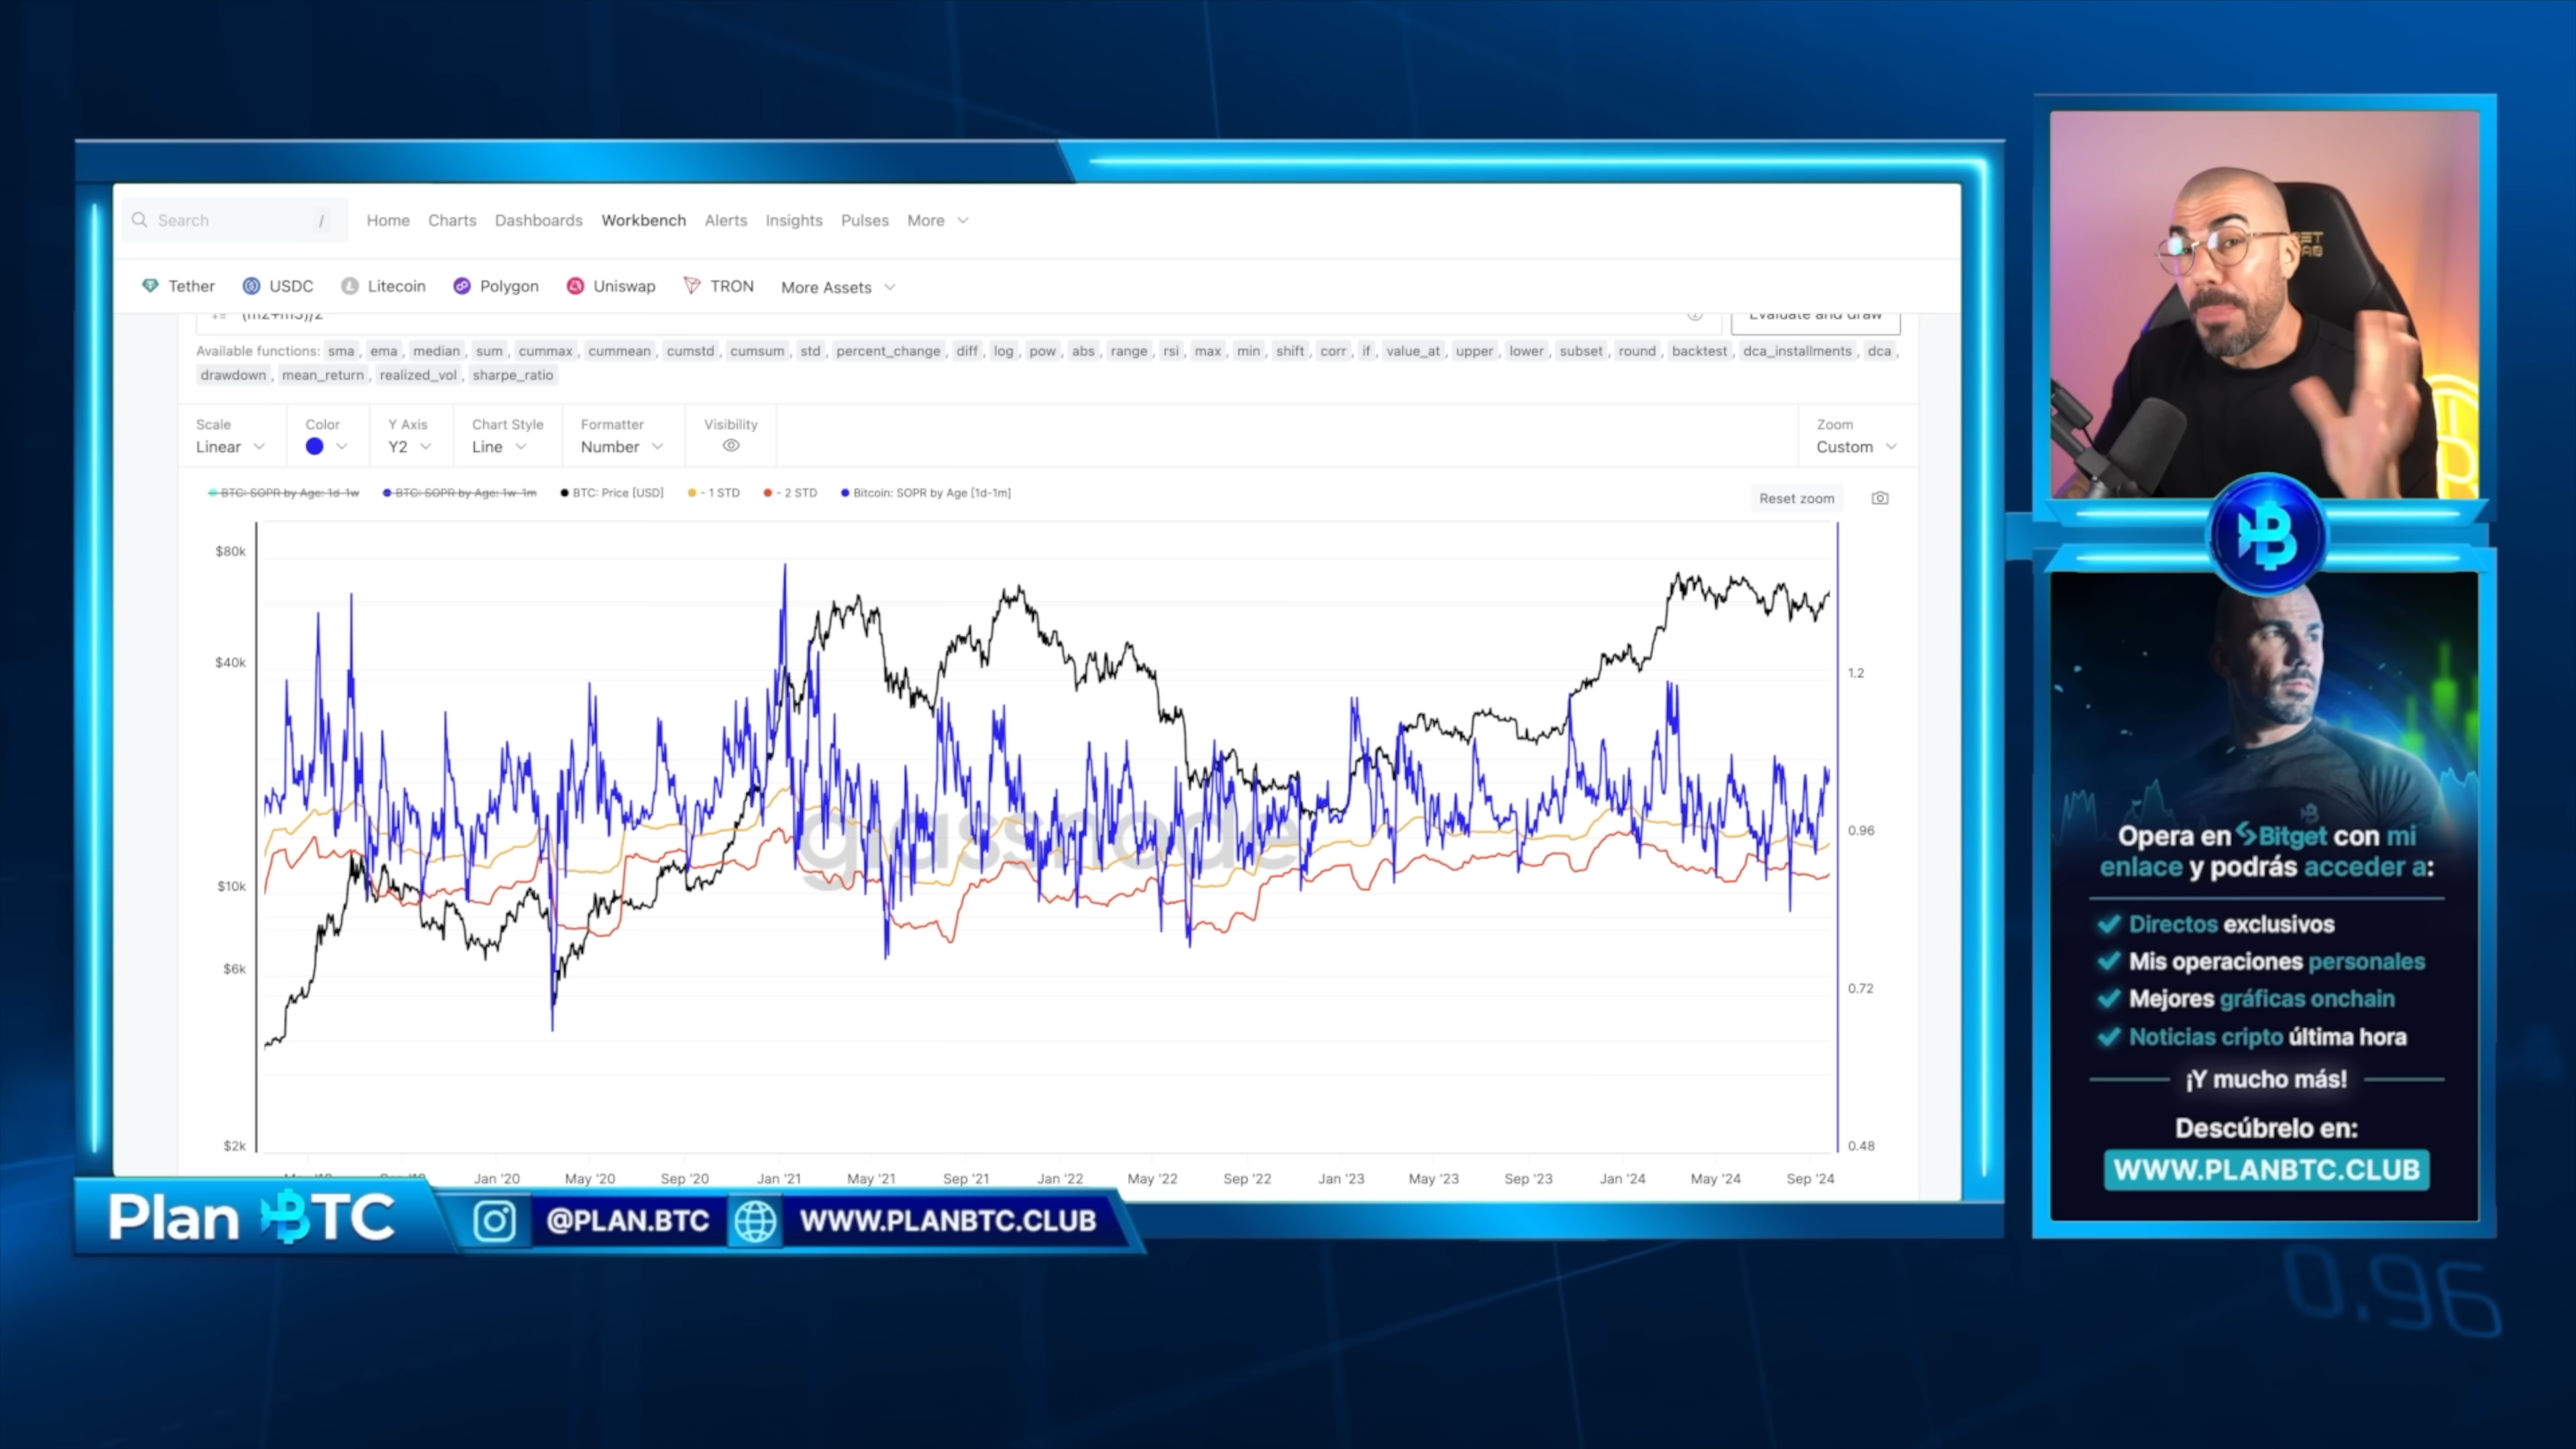 Search /
Home Charts Dashboards Workbench Alerts Insights Pulses More
Tether USDC Litecoin Polygon Uniswap TRON More Assets
(m2+m3)/2
Evaluate and draw
Available functions: sma , ema , median , sum , cummax , cummean , cumstd , cumsum , std , percent_change , diff , log , pow , abs , range , rsi , max , min , shift , corr , if , value_at , upper , lower , subset , round , backtest , dca_installments , dca ,
drawdown , mean_return , realized_vol , sharpe_ratio
Scale Color Y Axis Chart Style Formatter Visibility Zoom
Linear Y2 Line Number Custom
BTC: SOPR by Age: 1d-1w BTC: SOPR by Age: 1w-1m BTC: Price [USD] - 1 STD - 2 STD Bitcoin: SOPR by Age [1d-1m]
Reset zoom
$80k
$40k
$10k
$6k
$2k
glassnode
1.2
0.96
0.72
0.48
Jan '20 May '20 Sep '20 Jan '21 May '21 Sep '21 Jan '22 May '22 Sep '22 Jan '23 May '23 Sep '23 Jan '24 May '24 Sep '24
Plan BTC
@PLAN.BTC
WWW.PLANBTC.CLUB
Opera en Bitget con mi
enlace y podrás acceder a:
Directos exclusivos
Mis operaciones personales
Mejores gráficas onchain
Noticias cripto última hora
¡Y mucho más!
Descúbrelo en:
WWW.PLANBTC.CLUB
0.96